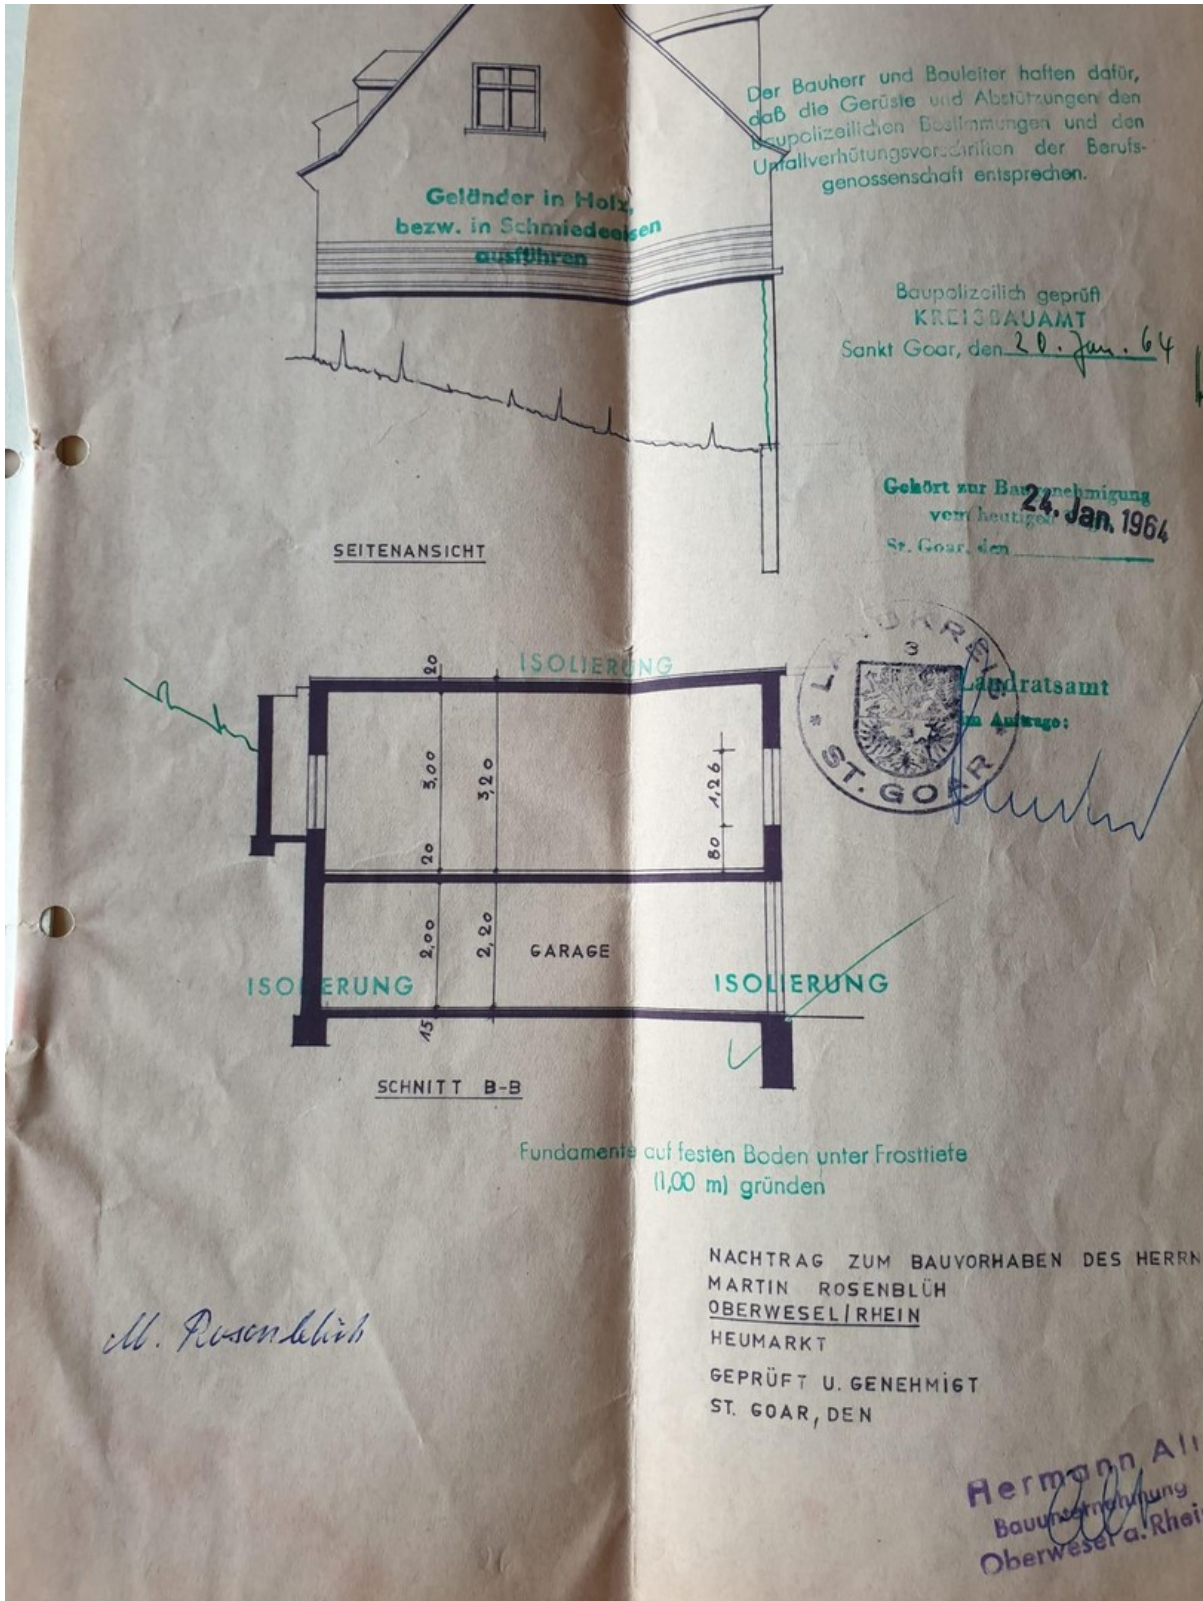 Der Bauherr und Bauleiter haften dafür,
daß die Gerüste und Abstützungen den
baupolizeilichen Bestimmungen und den
Unfallverhütungsvorschriften der Berufs-
genossenschaft entsprechen.
Geländer in Holz,
bezw. in Schmiedeeisen
ausführen
Baupolizeilich geprüft
KREISBAUAMT
Sankt Goar, den 20. Jan. 64
Gehört zur Baugenehmigung
vom heutigen
24. Jan. 1964
St. Goar, den
SEITENANSICHT
ISOLIERUNG
LANDKREIS
3
* ST. GOAR *
Landratsamt
Im Auftrage:
20
3,00
3,20
1,26
20
80
2,00
2,20
GARAGE
ISOLIERUNG
ISOLIERUNG
15
SCHNITT B-B
Fundamente auf festen Boden unter Frosttiefe
(1,00 m) gründen
NACHTRAG ZUM BAUVORHABEN DES HERRN
MARTIN ROSENBLÜH
OBERWESEL/RHEIN
HEUMARKT
GEPRÜFT U. GENEHMIGT
ST. GOAR, DEN
M. Rosenblüh
Hermann
Bauunternehmung
Oberwesel a. Rhei